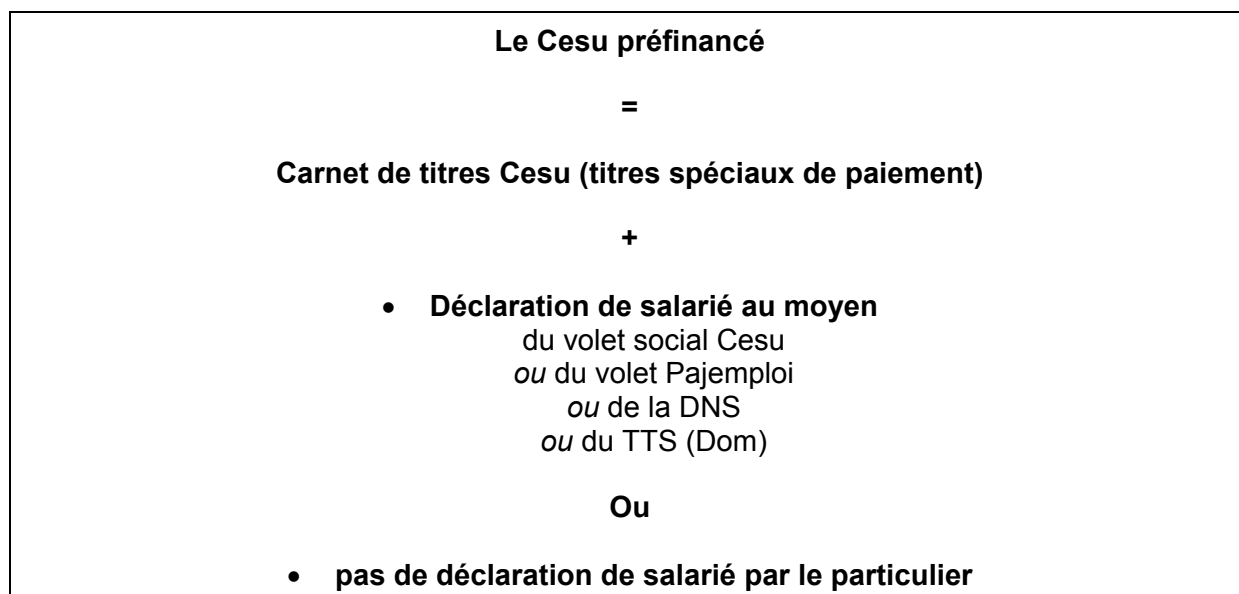 Le Cesu préfinancé
=
Carnet de titres Cesu (titres spéciaux de paiement)
+
• Déclaration de salarié au moyen
du volet social Cesu
ou du volet Pajemploi
ou de la DNS
ou du TTS (Dom)
Ou
• pas de déclaration de salarié par le particulier